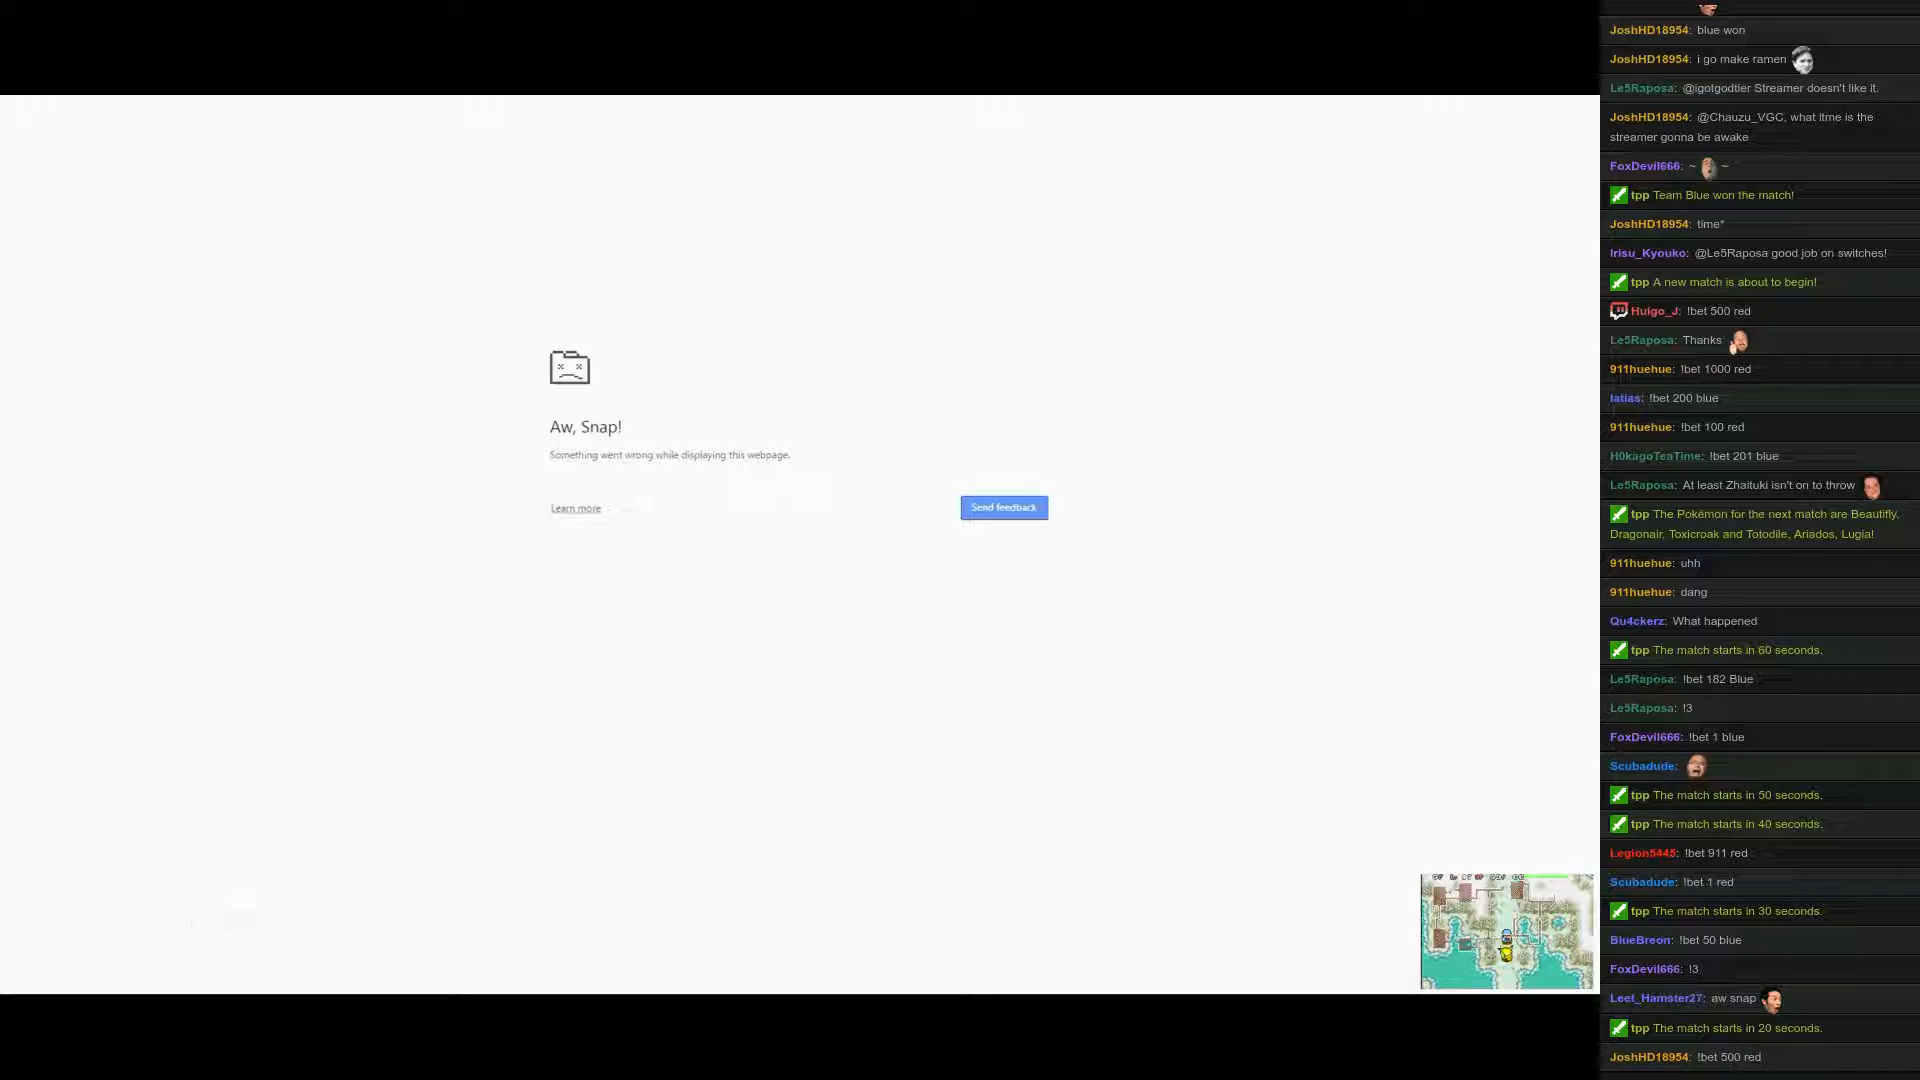 Aw, Snap!
Something went wrong while displaying this webpage.
Learn more
Send feedback
JoshHD18954: blue won
JoshHD18954: i go make ramen
Le5Raposa: @igotgodtier Streamer doesn't like it.
JoshHD18954: @Chauzu_VGC, what itme is the
streamer gonna be awake
FoxDevil666: ~ ~
tpp Team Blue won the match!
JoshHD18954: time*
Irisu_Kyouko: @Le5Raposa good job on switches!
tpp A new match is about to begin!
Huigo_J: !bet 500 red
Le5Raposa: Thanks
911huehue: !bet 1000 red
latias: !bet 200 blue
911huehue: !bet 100 red
H0kagoTeaTime: !bet 201 blue
Le5Raposa: At least Zhaituki isn't on to throw
tpp The Pokémon for the next match are Beautifly,
Dragonair, Toxicroak and Totodile, Ariados, Lugia!
911huehue: uhh
911huehue: dang
Qu4ckerz: What happened
tpp The match starts in 60 seconds.
Le5Raposa: !bet 182 Blue
Le5Raposa: !3
FoxDevil666: !bet 1 blue
Scubadude:
tpp The match starts in 50 seconds.
tpp The match starts in 40 seconds.
Legion5445: !bet 911 red
Scubadude: !bet 1 red
tpp The match starts in 30 seconds.
BlueBreon: !bet 50 blue
FoxDevil666: !3
Leet_Hamster27: aw snap
tpp The match starts in 20 seconds.
JoshHD18954: !bet 500 red